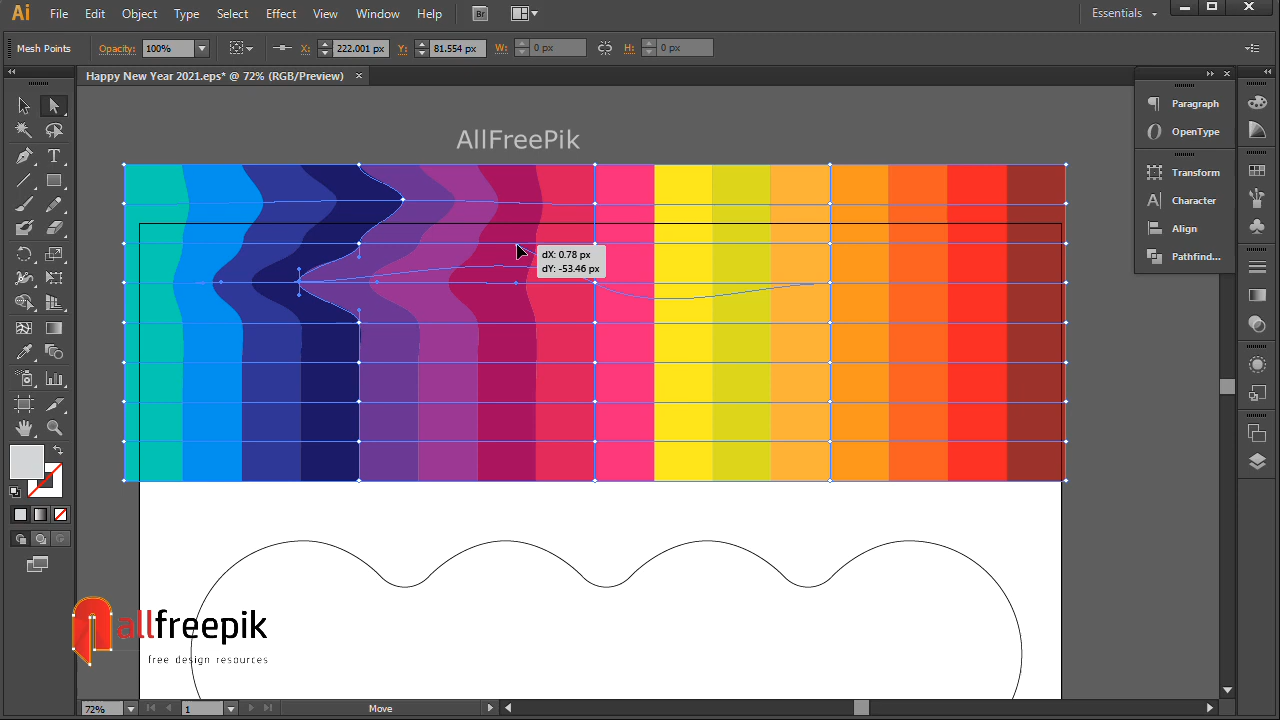 Ai File Edit Object Type Select Effect View Window Help Br Essentials
Mesh Points Opacity: 100% X: 222.001 px Y: 81.554 px W: 0 px H: 0 px
Happy New Year 2021.eps* @ 72% (RGB/Preview)
Paragraph
OpenType
Transform
Character
Align
Pathfind...
AllFreePik
dX: 0.78 px
dY: -53.46 px
allfreepik
free design resources
72% 1 Move